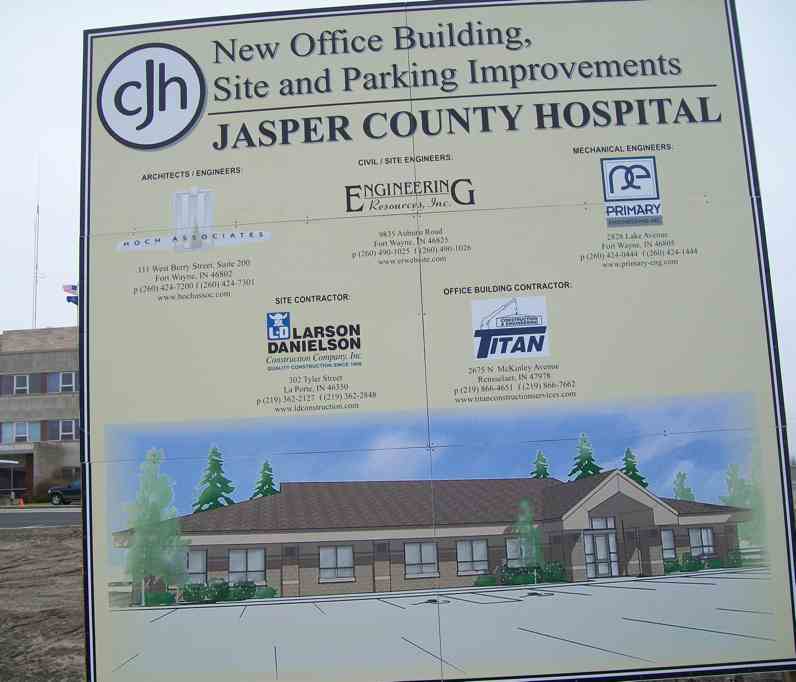 cjh
New Office Building,
Site and Parking Improvements
JASPER COUNTY HOSPITAL
ARCHITECTS / ENGINEERS:
HOCH ASSOCIATES
111 West Berry Street, Suite 200
Fort Wayne, IN 46802
p (260) 424-7200 f (260) 424-7301
www.hochassoc.com
CIVIL / SITE ENGINEERS:
ENGINEERING
Resources, Inc.
9835 Auburn Road
Fort Wayne, IN 46825
p (260) 490-1025 f (260) 490-1026
www.erwebsite.com
MECHANICAL ENGINEERS:
pe
PRIMARY
ENGINEERING INC.
2828 Lake Avenue
Fort Wayne, IN 46805
p (260) 424-0444 f (260) 424-1444
www.primary-eng.com
SITE CONTRACTOR:
L-D LARSON
DANIELSON
Construction Company, Inc.
QUALITY CONSTRUCTION SINCE 1908
302 Tyler Street
La Porte, IN 46350
p (219) 362-2127 f (219) 362-2848
www.ldconstruction.com
OFFICE BUILDING CONTRACTOR:
CONSTRUCTION
& ENGINEERING
TITAN
2675 N McKinley Avenue
Rensselaer, IN 47978
p (219) 866-4651 f (219) 866-7662
www.titanconstructionservices.com